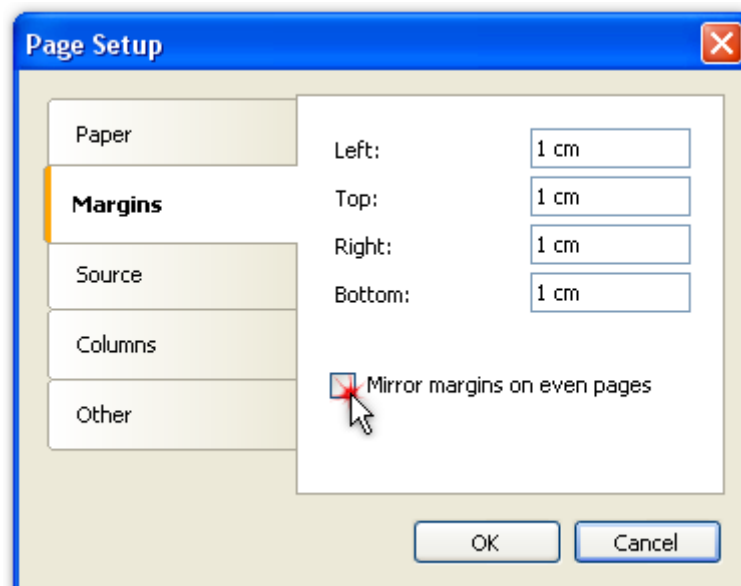 Page Setup
Paper
Margins
Source
Columns
Other
Left: 1 cm
Top: 1 cm
Right: 1 cm
Bottom: 1 cm
Mirror margins on even pages
OK Cancel